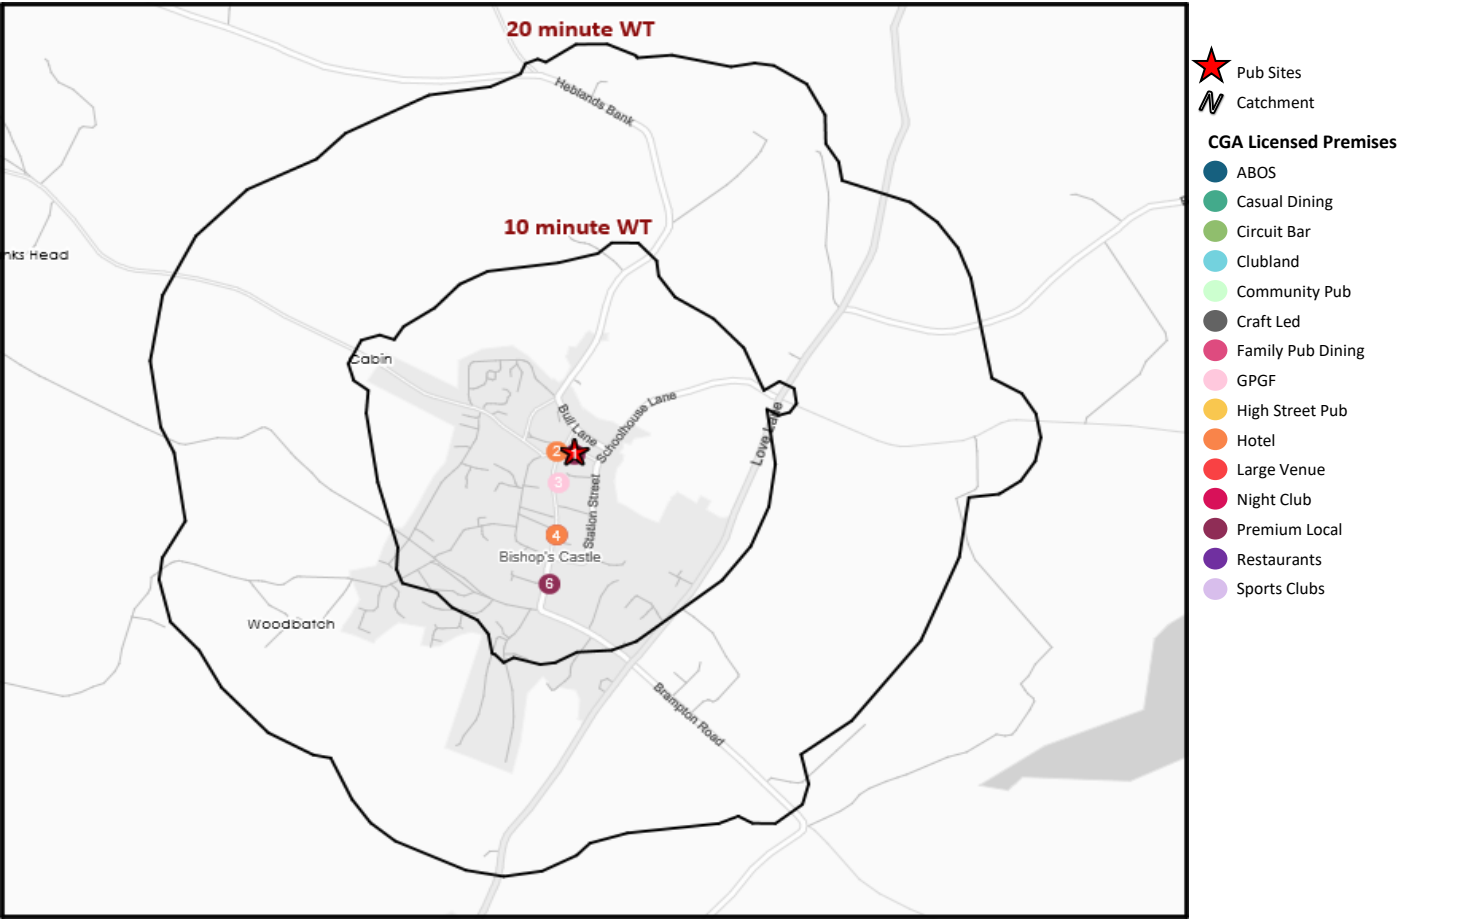 20 minute WT
Heblands Bank
10 minute WT
nks Head
Cabin
Bull Lane
Schoolhouse Lane
Love Lane
2
1
3
Station Street
4
Bishop's Castle
6
Woodbatch
Brampton Road
Pub Sites
Catchment
CGA Licensed Premises
ABOS
Casual Dining
Circuit Bar
Clubland
Community Pub
Craft Led
Family Pub Dining
GPGF
High Street Pub
Hotel
Large Venue
Night Club
Premium Local
Restaurants
Sports Clubs